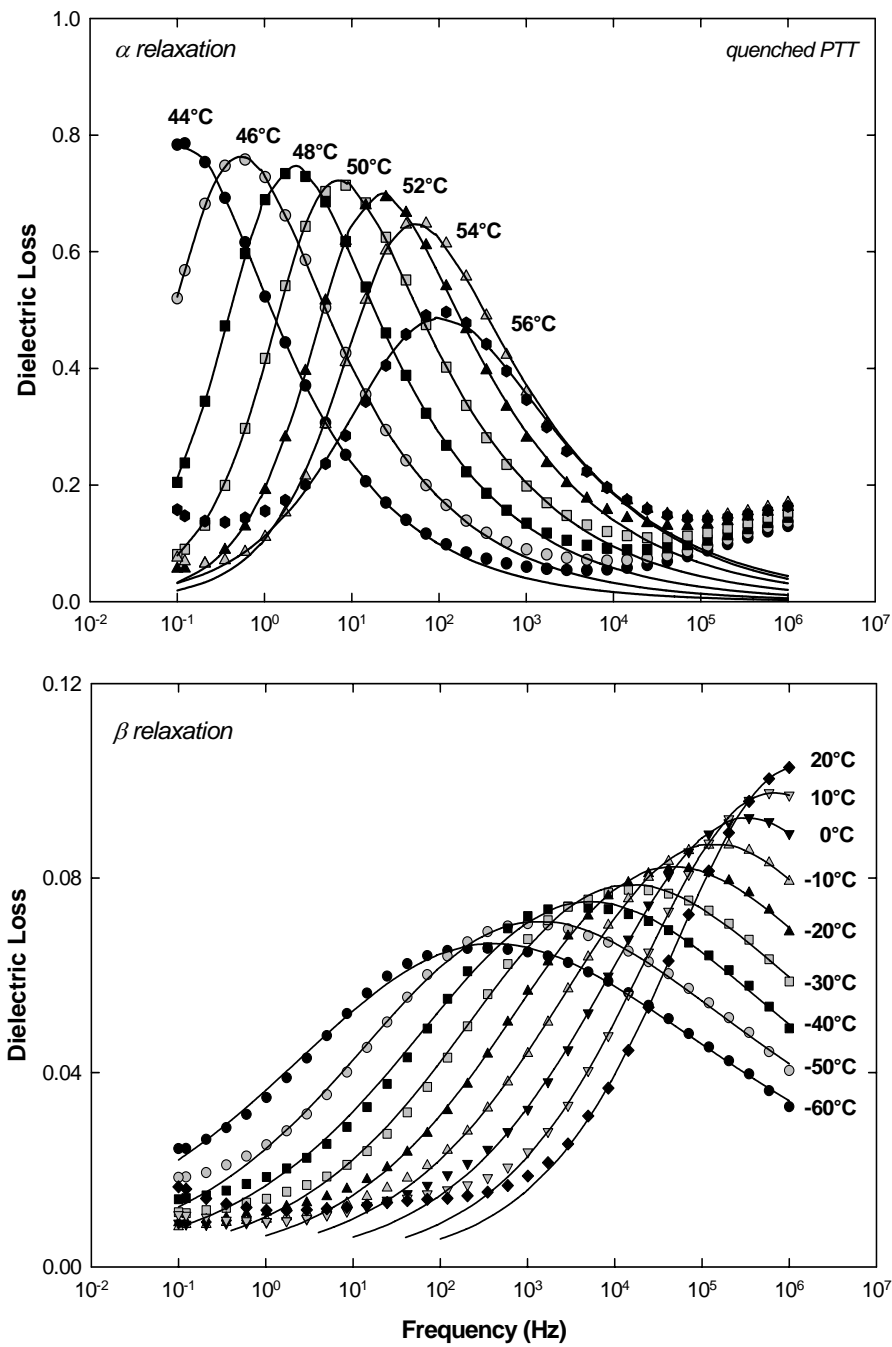 1.0
α relaxation
quenched PTT
44°C
0.8
46°C
48°C
50°C
52°C
54°C
0.6
56°C
0.4
0.2
0.0
Dielectric Loss
10-2
10-1
100
101
102
103
104
105
106
107
0.12
β relaxation
20°C
10°C
0°C
-10°C
-20°C
-30°C
-40°C
-50°C
-60°C
0.08
0.04
0.00
Dielectric Loss
10-2
10-1
100
101
102
103
104
105
106
107
Frequency (Hz)